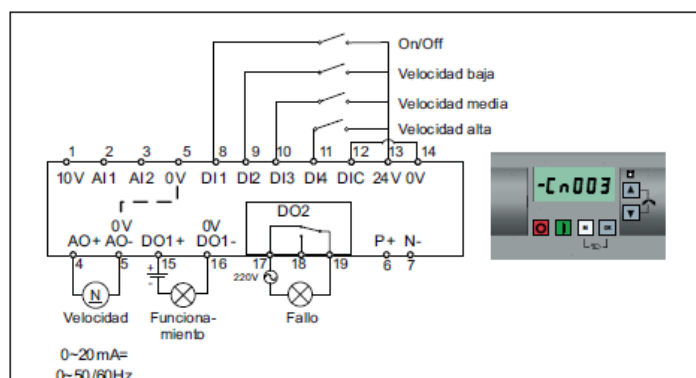 On/Off
Velocidad baja
Velocidad media
Velocidad alta
1 2 3 5 8 9 10 11 12 13 14
10V AI1 AI2 0V DI1 DI2 DI3 DI4 DIC 24V 0V
-Cn003
0V 0V DO2
AO+ AO- DO1+ DO1- P+ N-
4 5 15 16 17 18 19 6 7
+ - 220V
N
M OK
Velocidad Funciona-
miento Fallo
0~20mA=
0~50/60Hz